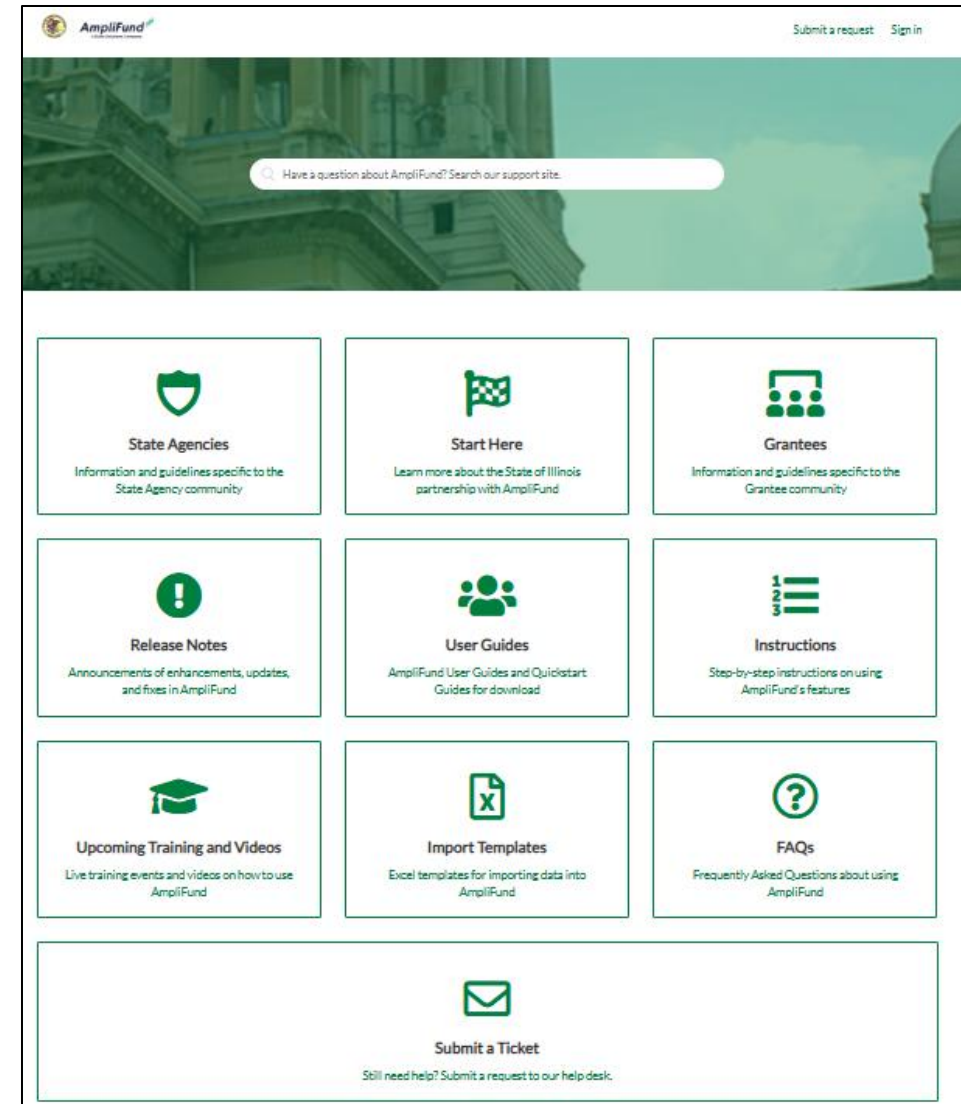 AmpliFund
Submit a request Sign in
Have a question about AmpliFund? Search our support site.
State Agencies
Information and guidelines specific to the
State Agency community
Start Here
Learn more about the State of Illinois
partnership with AmpliFund
Grantees
Information and guidelines specific to the
Grantee community
Release Notes
Announcements of enhancements, updates,
and fixes in AmpliFund
User Guides
AmpliFund User Guides and Quickstart
Guides for download
1
2
3
Instructions
Step-by-step instructions on using
AmpliFund's features
Upcoming Training and Videos
Live training events and videos on how to use
AmpliFund
X
Import Templates
Excel templates for importing data into
AmpliFund
?
FAQs
Frequently Asked Questions about using
AmpliFund
Submit a Ticket
Still need help? Submit a request to our help desk.